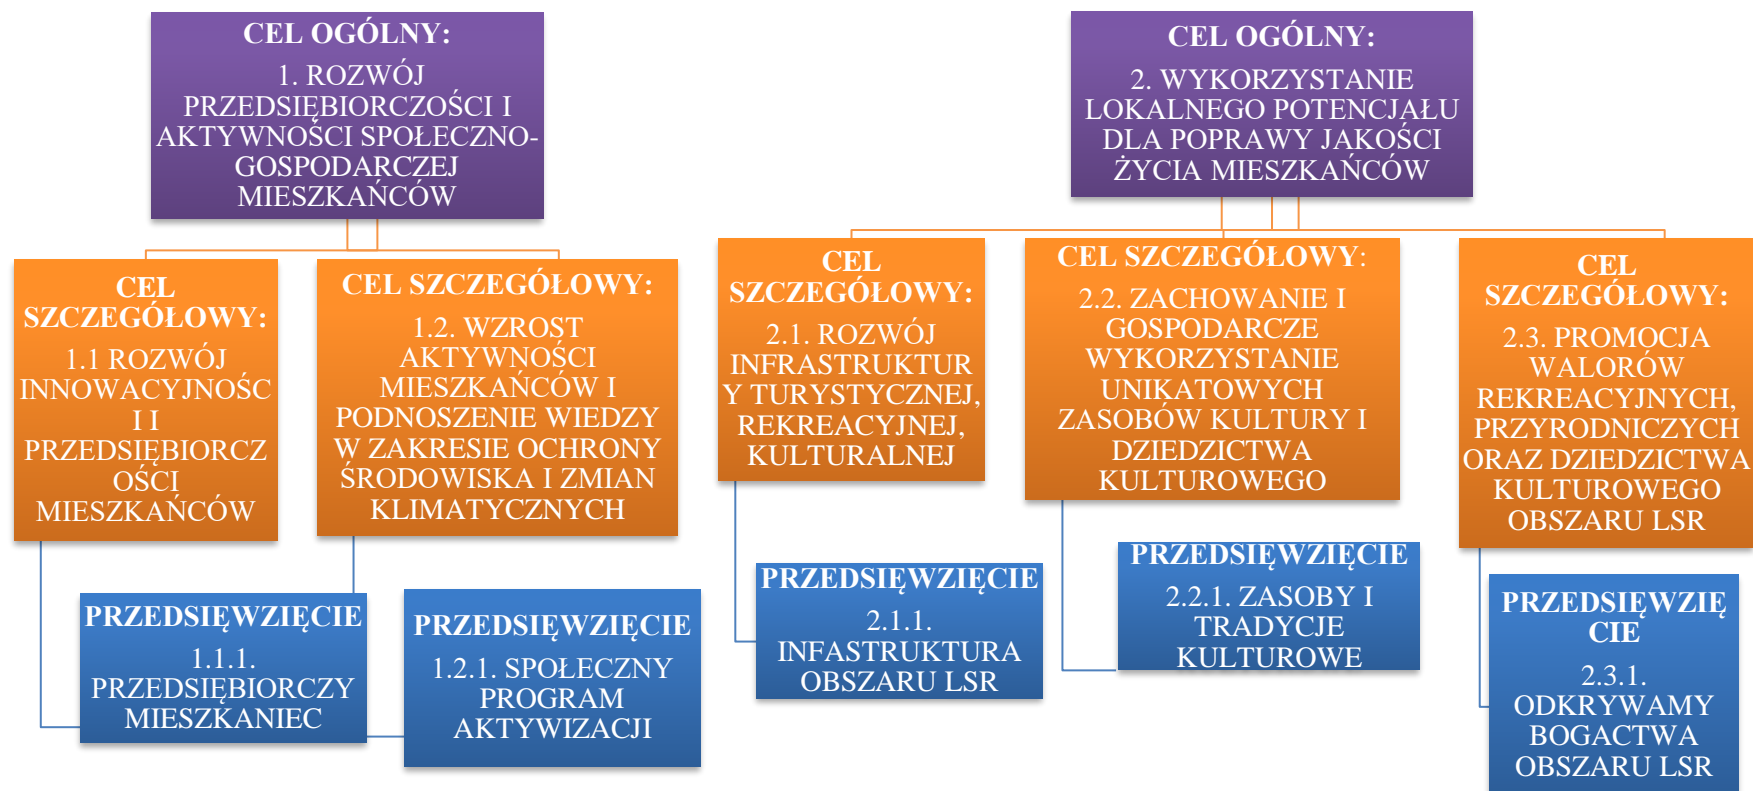 CEL OGÓLNY:
1. ROZWÓJ
PRZEDSIĘBIORCZOŚCI I
AKTYWNOŚCI SPOŁECZNO-
GOSPODARCZEJ
MIESZKAŃCÓW
CEL OGÓLNY:
2. WYKORZYSTANIE
LOKALNEGO POTENCJAŁU
DLA POPRAWY JAKOŚCI
ŻYCIA MIESZKAŃCÓW
CEL
SZCZEGÓŁOWY:
1.1 ROZWÓJ
INNOWACYJNOŚC
I I
PRZEDSIĘBIORCZ
OŚCI
MIESZKAŃCÓW
CEL SZCZEGÓŁOWY:
1.2. WZROST
AKTYWNOŚCI
MIESZKAŃCÓW I
PODNOSZENIE WIEDZY
W ZAKRESIE OCHRONY
ŚRODOWISKA I ZMIAN
KLIMATYCZNYCH
CEL
SZCZEGÓŁOWY:
2.1. ROZWÓJ
INFRASTRUKTUR
Y TURYSTYCZNEJ,
REKREACYJNEJ,
KULTURALNEJ
CEL SZCZEGÓŁOWY:
2.2. ZACHOWANIE I
GOSPODARCZE
WYKORZYSTANIE
UNIKATOWYCH
ZASOBÓW KULTURY I
DZIEDZICTWA
KULTUROWEGO
CEL
SZCZEGÓŁOWY:
2.3. PROMOCJA
WALORÓW
REKREACYJNYCH,
PRZYRODNICZYCH
ORAZ DZIEDZICTWA
KULTUROWEGO
OBSZARU LSR
PRZEDSIĘWZIĘCIE
1.1.1.
PRZEDSIĘBIORCZY
MIESZKANIEC
PRZEDSIĘWZIĘCIE
1.2.1. SPOŁECZNY
PROGRAM
AKTYWIZACJI
PRZEDSIĘWZIĘCIE
2.1.1.
INFASTRUKTURA
OBSZARU LSR
PRZEDSIĘWZIĘCIE
2.2.1. ZASOBY I
TRADYCJE
KULTUROWE
PRZEDSIĘWZIĘ
CIE
2.3.1.
ODKRYWAMY
BOGACTWA
OBSZARU LSR